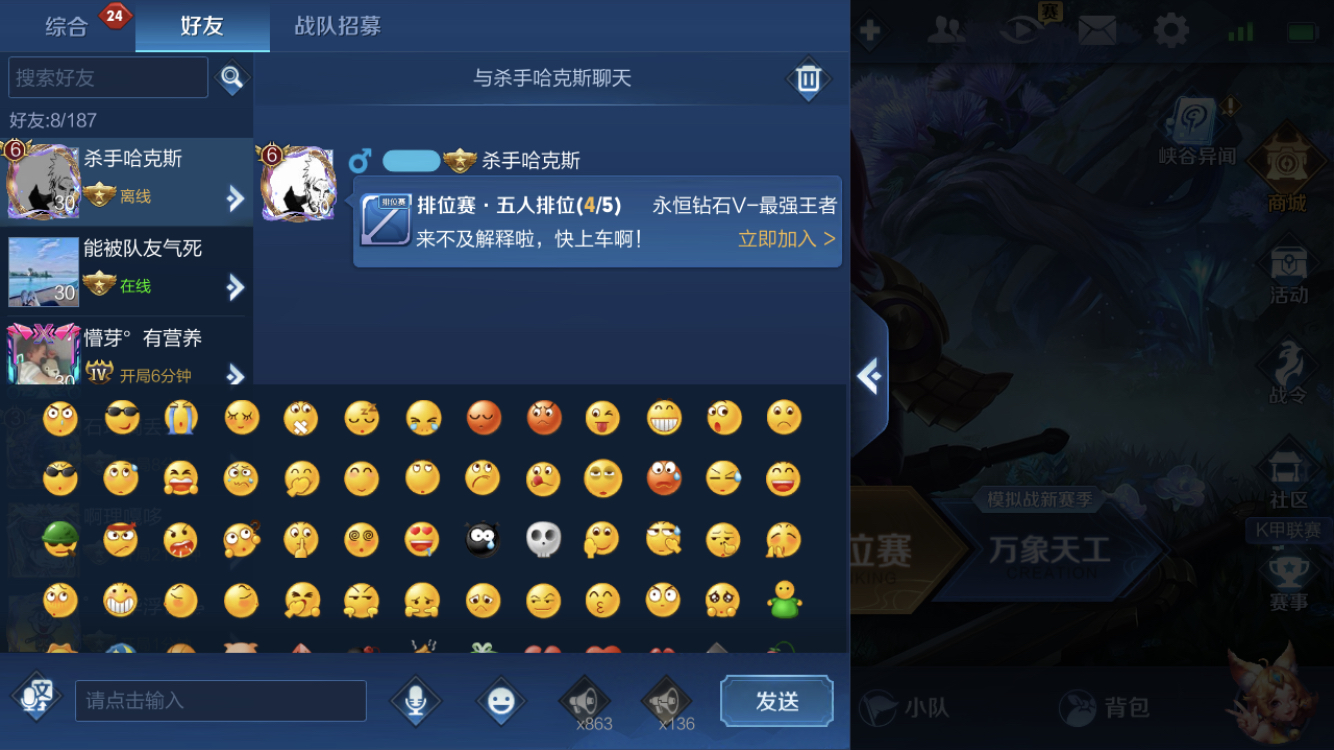 综合
24
好友
战队招募
赛
搜索好友
与杀手哈克斯聊天
好友:8/187
6
杀手哈克斯
30
离线
能被队友气死
30
在线
懵芽° 有营养
30
IV
开局6分钟
6
30
杀手哈克斯
排位赛
排位赛·五人排位(4/5)
永恒钻石V-最强王者
来不及解释啦，快上车啊！
立即加入 >
峡谷异闻
商城
活动
战令
社区
K甲联赛
赛事
模拟战新赛季
位赛
KING
万象天工
CREATION
请点击输入
x863
x136
发送
小队
背包